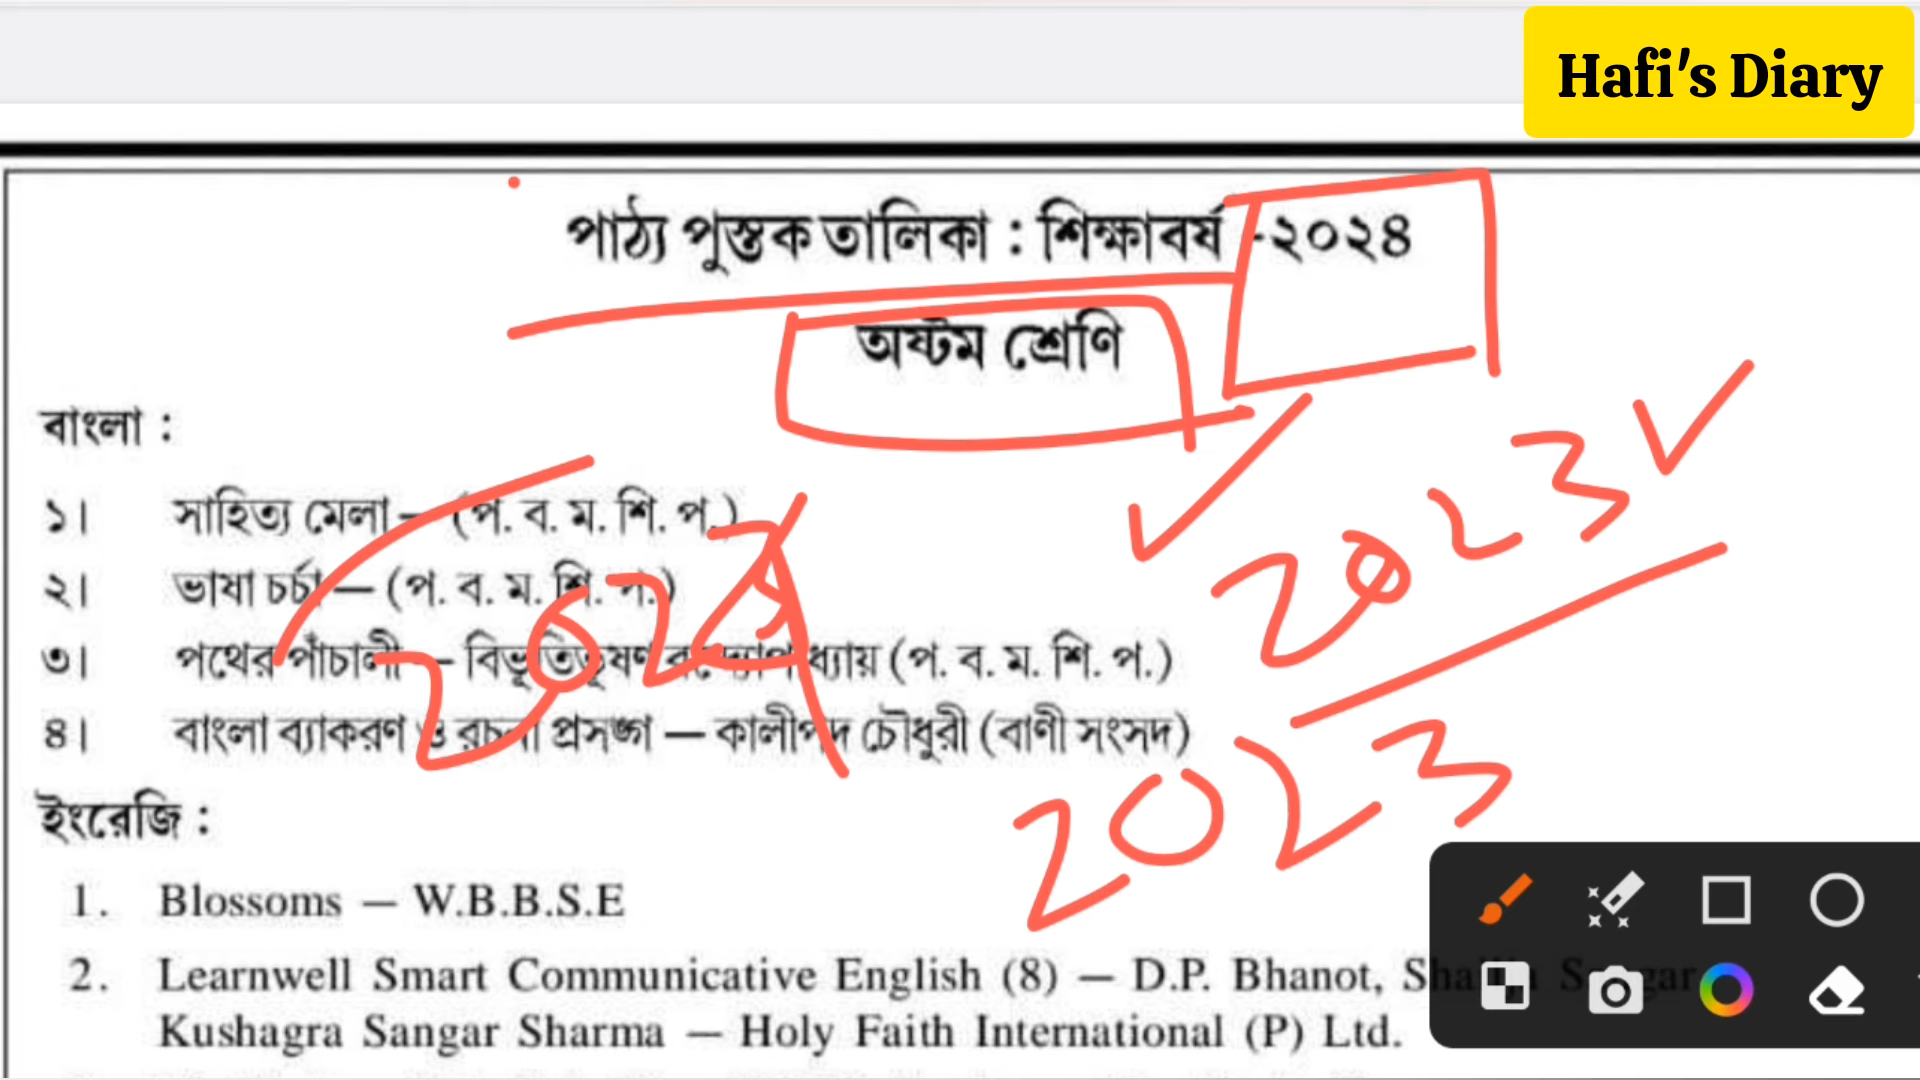 Hafi's Diary
পাঠ্য পুস্তক তালিকা : শিক্ষাবর্ষ -২০২৪
অষ্টম শ্রেণি
বাংলা :
১। সাহিত্য মেলা — (প. ব. ম. শি. প.)
২। ভাষা চর্চা — (প. ব. ম. শি. প.)
৩। পথের পাঁচালী — বিভূতিভূষণ বন্দ্যোপাধ্যায় (প. ব. ম. শি. প.)
৪। বাংলা ব্যাকরণ ও রচনা প্রসঙ্গ — কালীপদ চৌধুরী (বাণী সংসদ)
2023
2023
ইংরেজি :
1. Blossoms — W.B.B.S.E
2. Learnwell Smart Communicative English (8) — D.P. Bhanot,
Kushagra Sangar Sharma — Holy Faith International (P) Ltd.